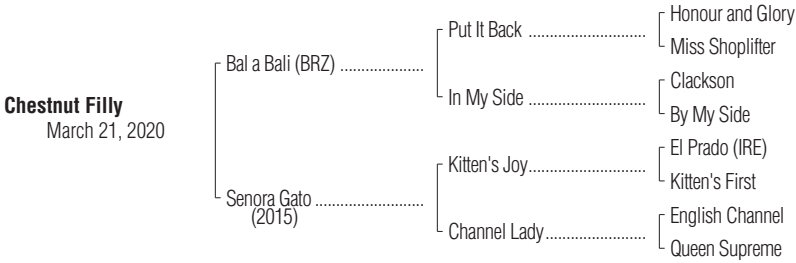 Honour and Glory
Put It Back ............................
Miss Shoplifter
Bal a Bali (BRZ) ....................
Clackson
In My Side ............................
By My Side
Chestnut Filly
March 21, 2020
El Prado (IRE)
Kitten's Joy............................
Kitten's First
Senora Gato ..........................
(2015)
English Channel
Channel Lady........................
Queen Supreme